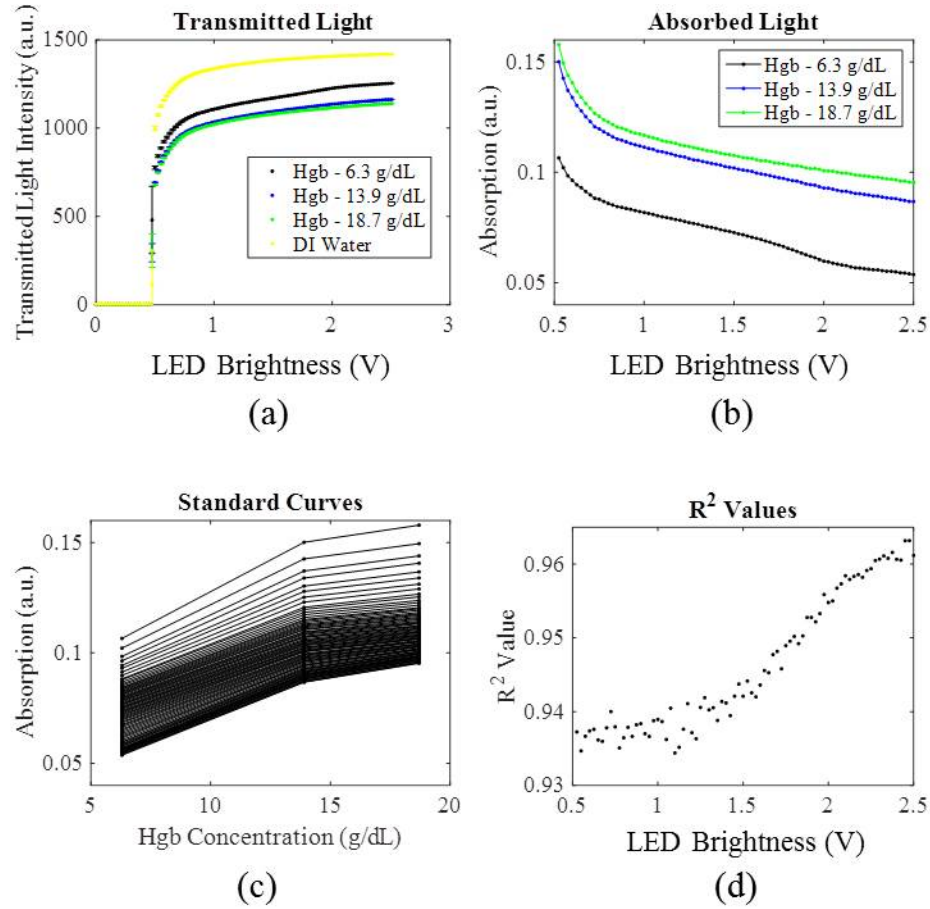 Transmitted Light
Transmitted Light Intensity (a.u.)
1500
1000
500
0
Hgb - 6.3 g/dL
Hgb - 13.9 g/dL
Hgb - 18.7 g/dL
DI Water
0 1 2 3
LED Brightness (V)
(a)
Absorbed Light
Absorption (a.u.)
0.15
0.1
0.05
Hgb - 6.3 g/dL
Hgb - 13.9 g/dL
Hgb - 18.7 g/dL
0.5 1 1.5 2 2.5
LED Brightness (V)
(b)
Standard Curves
Absorption (a.u.)
0.15
0.1
0.05
5 10 15 20
Hgb Concentration (g/dL)
(c)
R² Values
R² Value
0.96
0.95
0.94
0.93
0.5 1 1.5 2 2.5
LED Brightness (V)
(d)